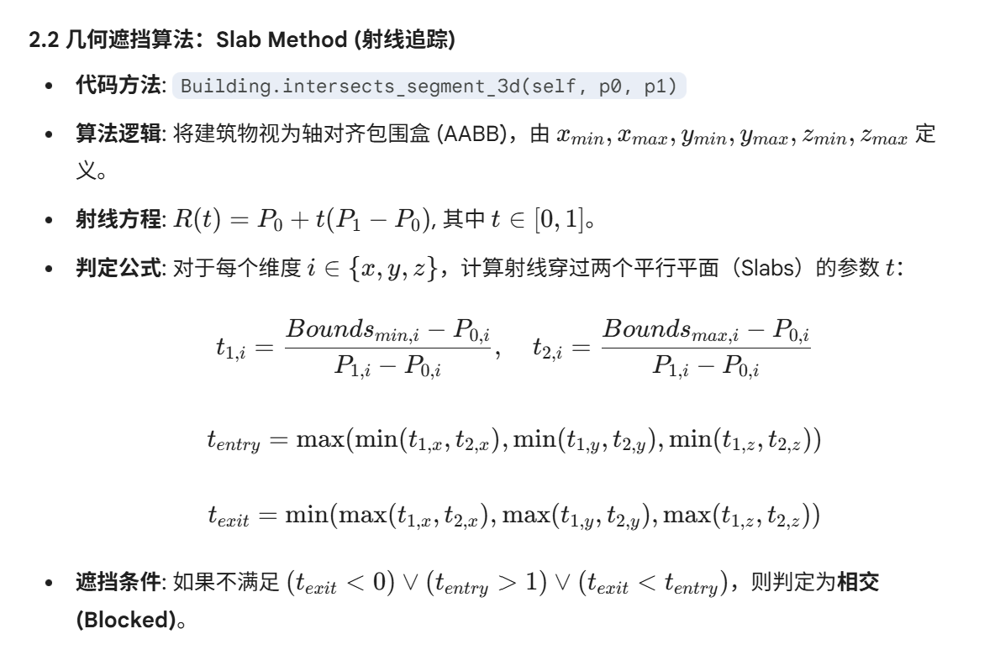 2.2 几何遮挡算法：Slab Method (射线追踪)
• 代码方法: Building.intersects_segment_3d(self, p0, p1)
• 算法逻辑: 将建筑物视为轴对齐包围盒 (AABB)，由 $x_{min}, x_{max}, y_{min}, y_{max}, z_{min}, z_{max}$ 定
义。
• 射线方程: $R(t) = P_0 + t(P_1 - P_0)$, 其中 $t \in [0, 1]$。
• 判定公式: 对于每个维度 $i \in \{x, y, z\}$，计算射线穿过两个平行平面（Slabs）的参数 $t$：
$t_{1,i} = \frac{Bounds_{min,i} - P_{0,i}}{P_{1,i} - P_{0,i}}, \quad t_{2,i} = \frac{Bounds_{max,i} - P_{0,i}}{P_{1,i} - P_{0,i}}$
$t_{entry} = \max(\min(t_{1,x}, t_{2,x}), \min(t_{1,y}, t_{2,y}), \min(t_{1,z}, t_{2,z}))$
$t_{exit} = \min(\max(t_{1,x}, t_{2,x}), \max(t_{1,y}, t_{2,y}), \max(t_{1,z}, t_{2,z}))$
• 遮挡条件: 如果不满足 $(t_{exit} < 0) \lor (t_{entry} > 1) \lor (t_{exit} < t_{entry})$，则判定为相交
(Blocked)。